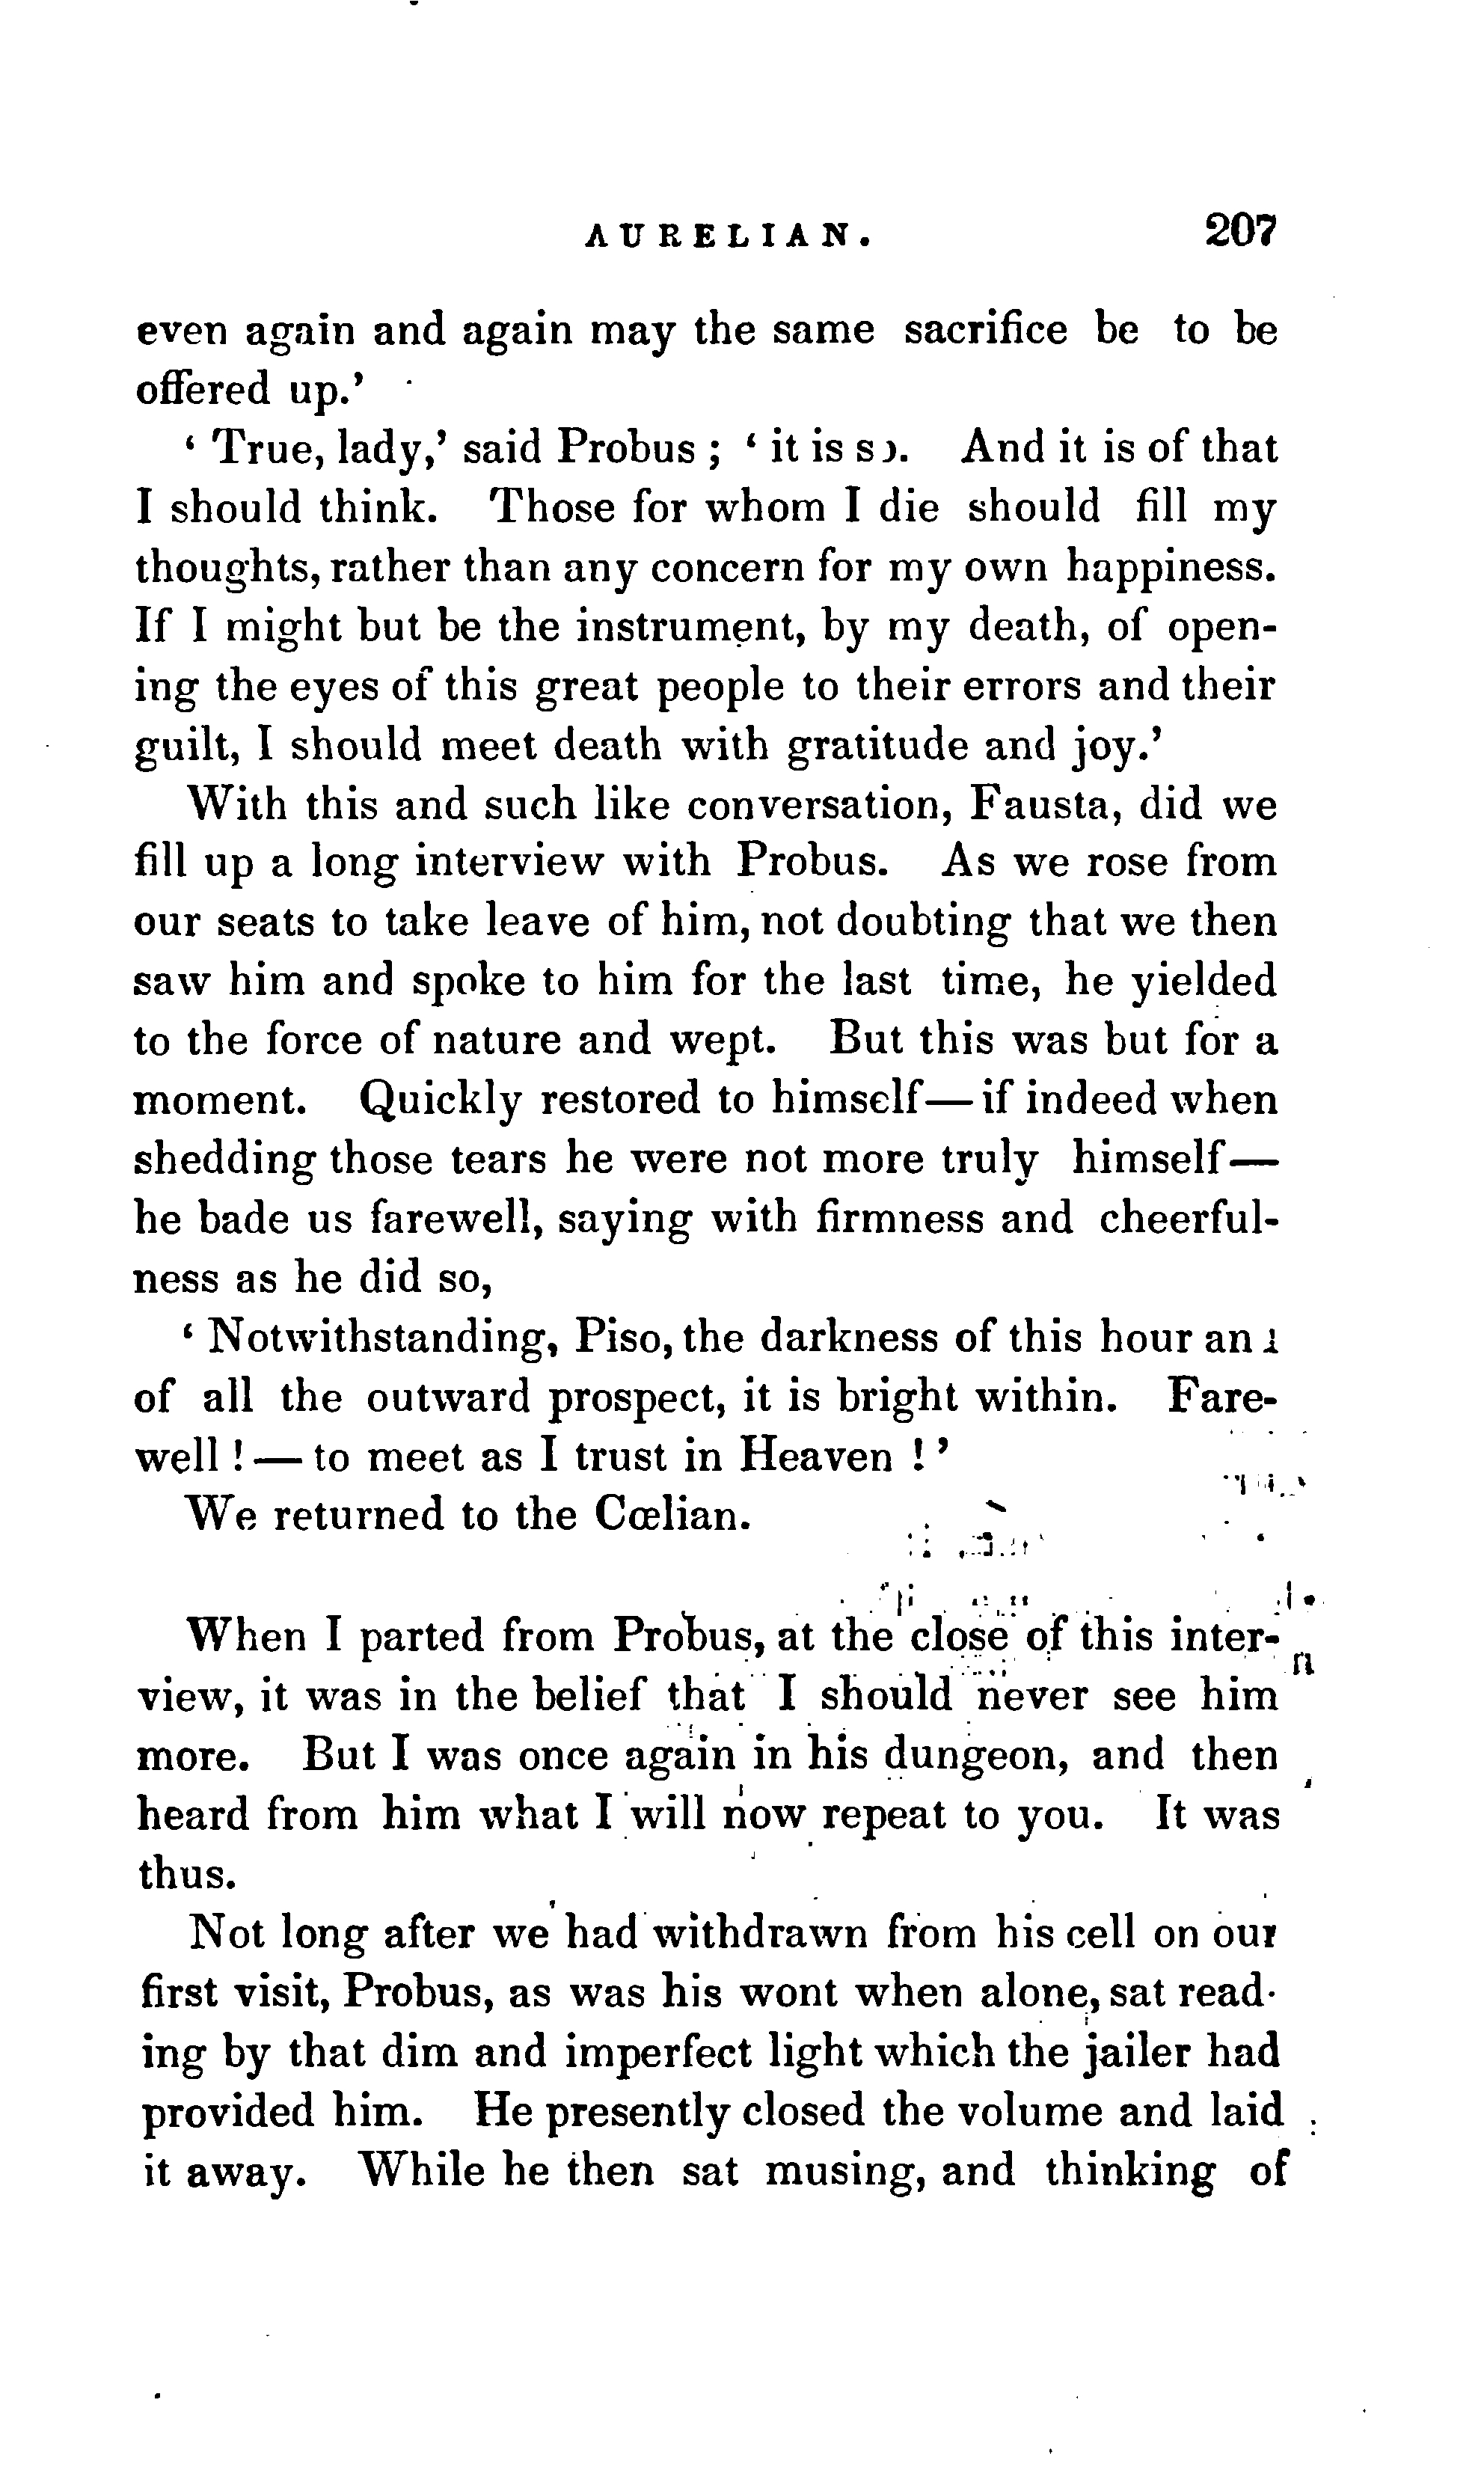 AURELIAN. 207
even again and again may the same sacrifice be to be
offered up.'
' True, lady,' said Probus ; ' it is so. And it is of that
I should think. Those for whom I die should fill my
thoughts, rather than any concern for my own happiness.
If I might but be the instrument, by my death, of open-
ing the eyes of this great people to their errors and their
guilt, I should meet death with gratitude and joy.'
With this and such like conversation, Fausta, did we
fill up a long interview with Probus. As we rose from
our seats to take leave of him, not doubting that we then
saw him and spoke to him for the last time, he yielded
to the force of nature and wept. But this was but for a
moment. Quickly restored to himself— if indeed when
shedding those tears he were not more truly himself—
he bade us farewell, saying with firmness and cheerful-
ness as he did so,
' Notwithstanding, Piso, the darkness of this hour and
of all the outward prospect, it is bright within. Fare-
well ! — to meet as I trust in Heaven ! '
We returned to the Cœlian.
When I parted from Probus, at the close of this inter-
view, it was in the belief that I should never see him
more. But I was once again in his dungeon, and then
heard from him what I will now repeat to you. It was
thus.
Not long after we had withdrawn from his cell on our
first visit, Probus, as was his wont when alone, sat read-
ing by that dim and imperfect light which the jailer had
provided him. He presently closed the volume and laid
it away. While he then sat musing, and thinking of